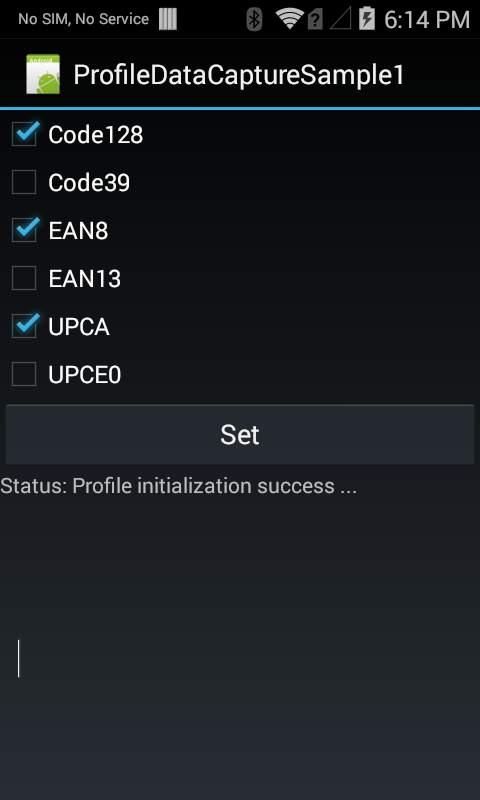 No SIM, No Service
6:14 PM
Android
ProfileDataCaptureSample1
Code128
Code39
EAN8
EAN13
UPCA
UPCE0
Set
Status: Profile initialization success ...